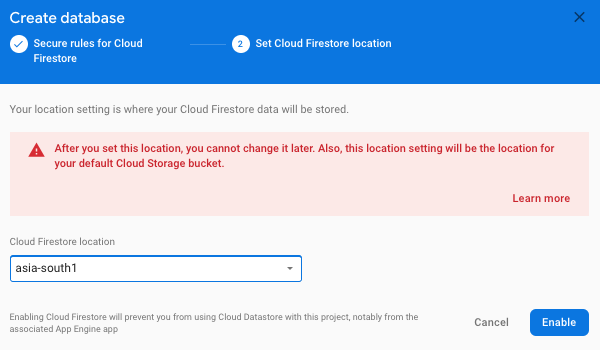 Create database
Secure rules for Cloud
Firestore
2
Set Cloud Firestore location
Your location setting is where your Cloud Firestore data will be stored.
After you set this location, you cannot change it later. Also, this location setting will be the location for
your default Cloud Storage bucket.
Learn more
Cloud Firestore location
asia-south1
Enabling Cloud Firestore will prevent you from using Cloud Datastore with this project, notably from the
associated App Engine app
Cancel
Enable